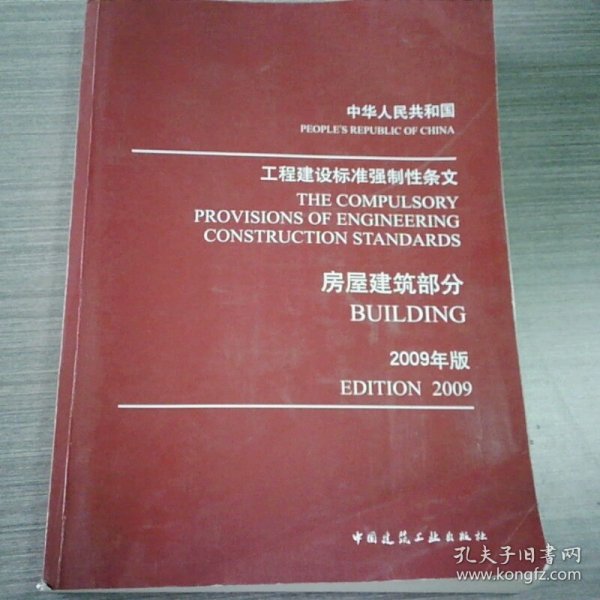 中华人民共和国
PEOPLE'S REPUBLIC OF CHINA
工程建设标准强制性条文
THE COMPULSORY
PROVISIONS OF ENGINEERING
CONSTRUCTION STANDARDS
房屋建筑部分
BUILDING
2009年版
EDITION 2009
中国建筑工业出版社
孔夫子旧书网
www.kongfz.com